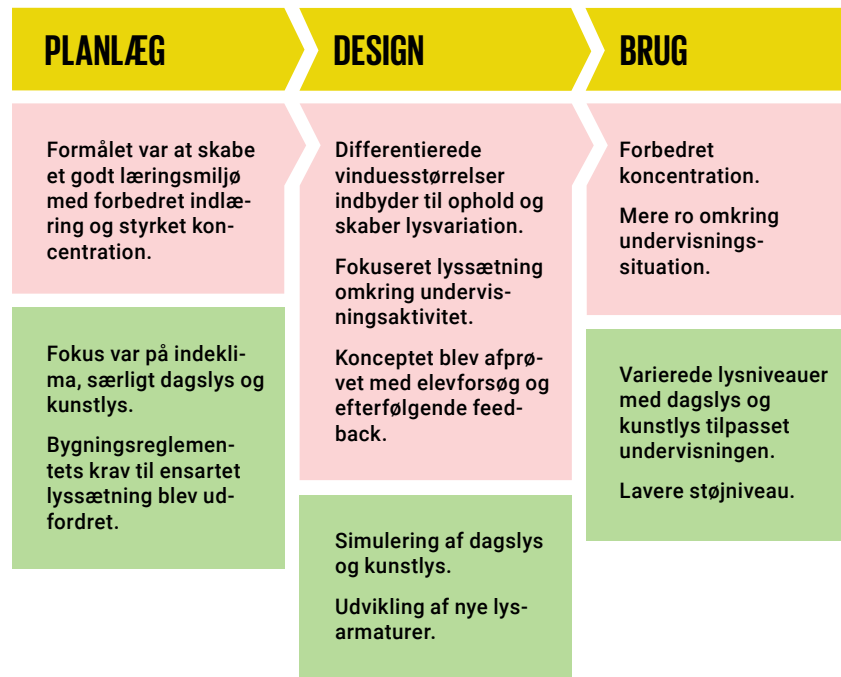 PLANLÆG
Formålet var at skabe
et godt læringsmiljø
med forbedret indlæ-
ring og styrket kon-
centration.
Fokus var på indekli-
ma, særligt dagslys og
kunstlys.
Bygningsreglemen-
tets krav til ensartet
lyssætning blev ud-
fordret.
DESIGN
Differentierede
vinduesstørrelser
indbyder til ophold og
skaber lysvariation.
Fokuseret lyssætning
omkring undervis-
ningsaktivitet.
Konceptet blev afprø-
vet med elevforsøg og
efterfølgende feed-
back.
Simulering af dagslys
og kunstlys.
Udvikling af nye lys-
armaturer.
BRUG
Forbedret
koncentration.
Mere ro omkring
undervisnings-
situation.
Varierede lysniveauer
med dagslys og
kunstlys tilpasset
undervisningen.
Lavere støjniveau.